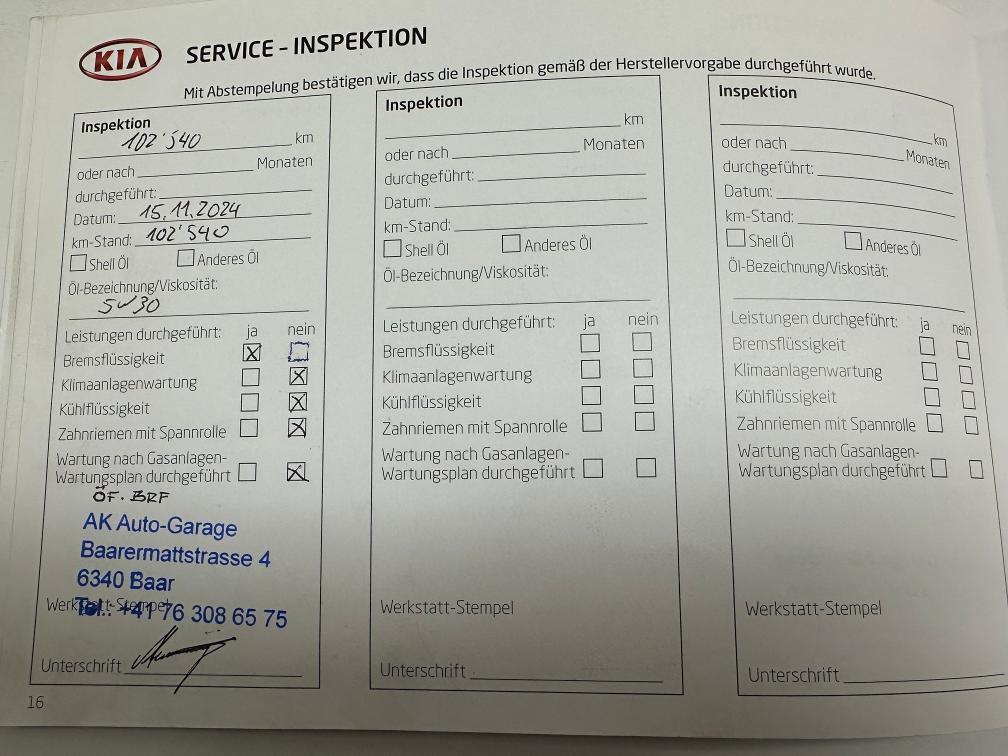 KIA SERVICE - INSPEKTION
Mit Abstempelung bestätigen wir, dass die Inspektion gemäß der Herstellervorgabe durchgeführt wurde.
Inspektion
102'540 km
oder nach Monaten
durchgeführt:
Datum: 15.11.2024
km-Stand: 102'540
Shell Öl Anderes Öl
Öl-Bezeichnung/Viskosität:
5W30
Leistungen durchgeführt: ja nein
Bremsflüssigkeit X
Klimaanlagenwartung X
Kühlflüssigkeit X
Zahnriemen mit Spannrolle X
Wartung nach Gasanlagen-
Wartungsplan durchgeführt X
ÖF. BRF
AK Auto-Garage
Baarermattstrasse 4
6340 Baar
Werkstatt-Stempel
Tel.: +41 76 308 65 75
Unterschrift
Inspektion
km
oder nach Monaten
durchgeführt:
Datum:
km-Stand:
Shell Öl Anderes Öl
Öl-Bezeichnung/Viskosität:
Leistungen durchgeführt: ja nein
Bremsflüssigkeit
Klimaanlagenwartung
Kühlflüssigkeit
Zahnriemen mit Spannrolle
Wartung nach Gasanlagen-
Wartungsplan durchgeführt
Werkstatt-Stempel
Unterschrift
Inspektion
km
oder nach Monaten
durchgeführt:
Datum:
km-Stand:
Shell Öl Anderes Öl
Öl-Bezeichnung/Viskosität:
Leistungen durchgeführt: ja nein
Bremsflüssigkeit
Klimaanlagenwartung
Kühlflüssigkeit
Zahnriemen mit Spannrolle
Wartung nach Gasanlagen-
Wartungsplan durchgeführt
Werkstatt-Stempel
Unterschrift
16